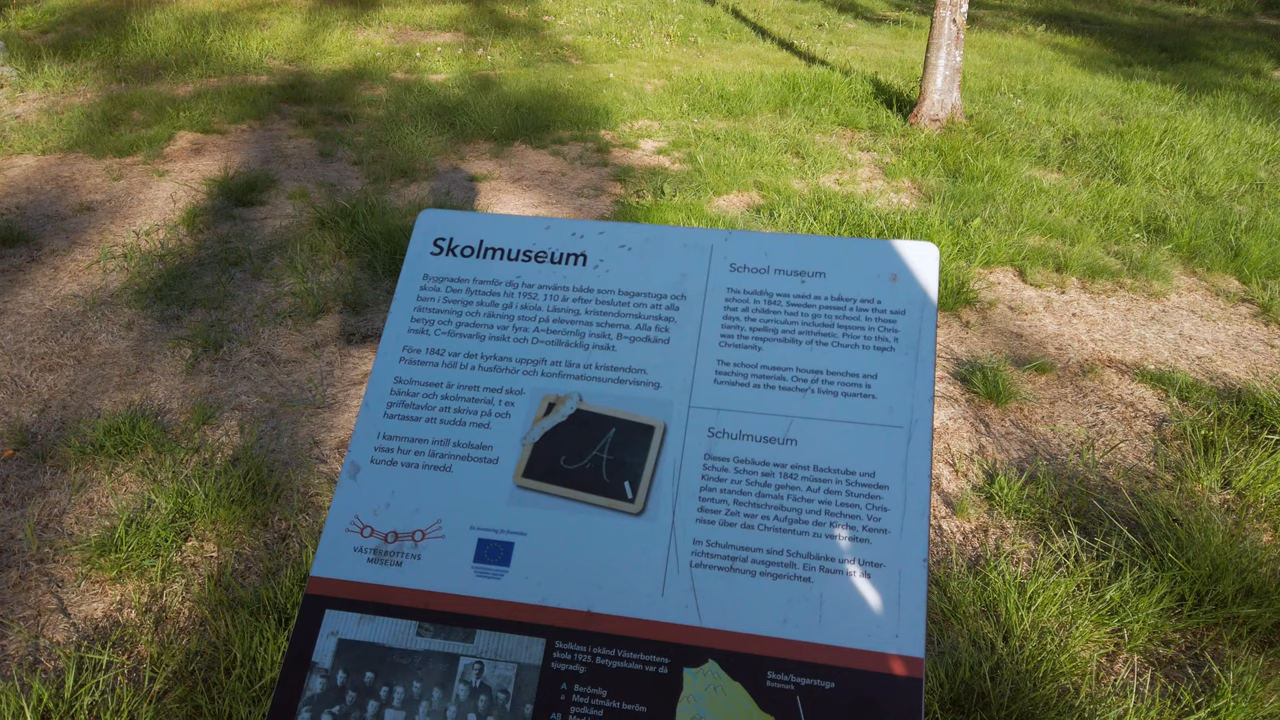 Skolmuseum
Byggnaden framför dig har använts både som bagarstuga och
skola. Den flyttades hit 1952, 110 år efter beslutet om att alla
barn i Sverige skulle gå i skola. Läsning, kristendomskunskap,
rättstavning och räkning stod på elevernas schema. Alla fick
betyg och graderna var fyra: A=berömlig insikt, B=godkänd
insikt, C=försvarlig insikt och D=otillräcklig insikt.
Före 1842 var det kyrkans uppgift att lära ut kristendom.
Prästerna höll bl a husförhör och konfirmationsundervisning.
Skolmuseet är inrett med skol-
bänkar och skolmaterial, t ex
griffeltavlor att skriva på och
hartassar att sudda med.
I kammaren intill skolsalen
visas hur en lärarinnebostad
kunde vara inredd.
A
VÄSTERBOTTENS
MUSEUM
School museum
This building was used as a bakery and a
school. In 1842, Sweden passed a law that said
that all children had to go to school. In those
days, the curriculum included lessons in Chris-
tianity, spelling and arithmetic. Prior to this, it
was the responsibility of the Church to teach
Christianity.
The school museum houses benches and
teaching materials. One of the rooms is
furnished as the teacher's living quarters.
Schulmuseum
Dieses Gebäude war einst Backstube und
Schule. Schon seit 1842 müssen in Schweden
Kinder zur Schule gehen. Auf dem Stunden-
plan standen damals Fächer wie Lesen, Chris-
tentum, Rechtschreibung und Rechnen. Vor
dieser Zeit war es Aufgabe der Kirche, Kennt-
nisse über das Christentum zu verbreiten.
Im Schulmuseum sind Schulbänke und Unter-
richtsmaterial ausgestellt. Ein Raum ist als
Lehrerwohnung eingerichtet.
Skolklass i okänd Västerbottens-
skola 1925. Betygsskalan var då
sjugradig:
A Berömlig
a Med utmärkt beröm
godkänd
AB Med
Skola/bagarstuga
Botsmark